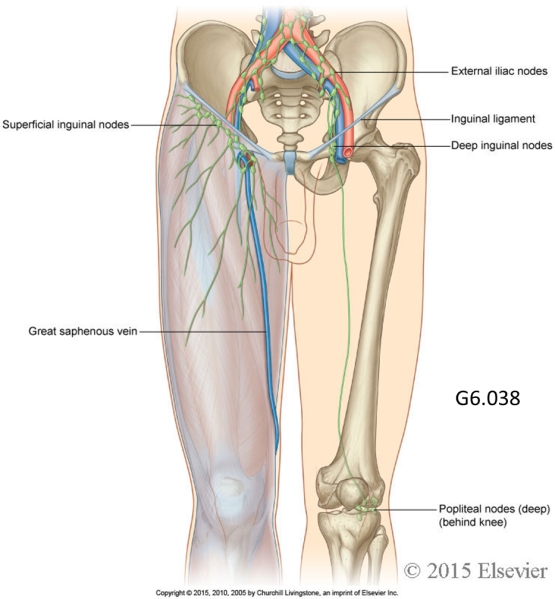 External iliac nodes
Inguinal ligament
Superficial inguinal nodes
Deep inguinal nodes
Great saphenous vein
G6.038
Popliteal nodes (deep)
(behind knee)
© 2015 Elsevier
Copyright © 2015, 2010, 2005 by Churchill Livingstone, an imprint of Elsevier Inc.